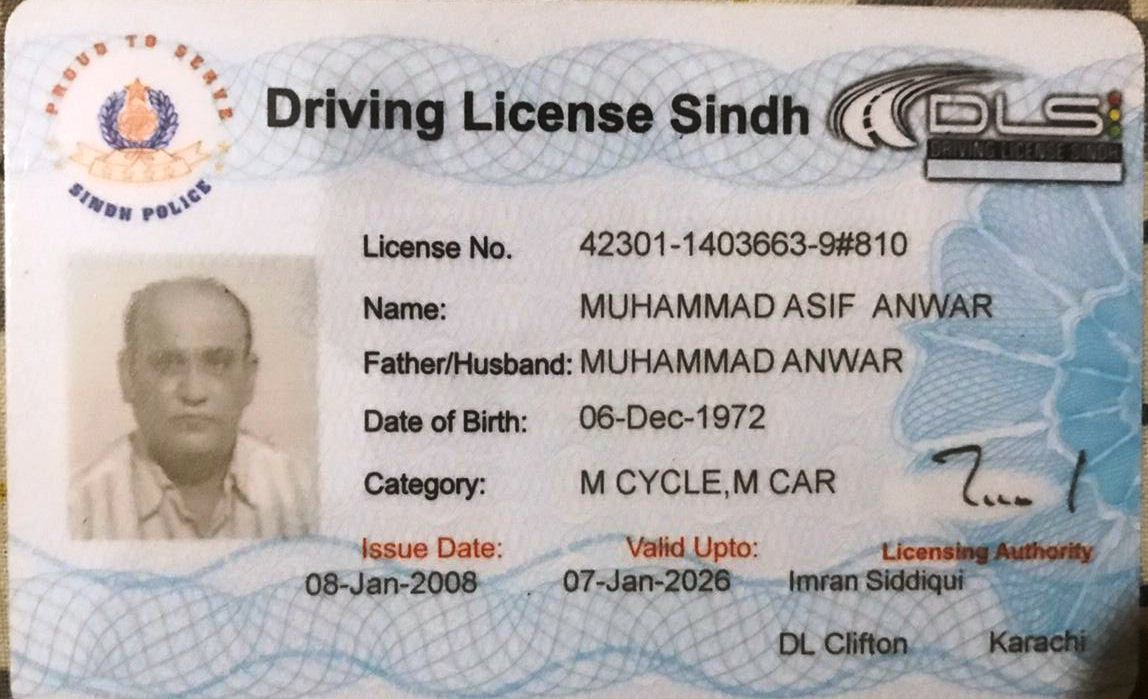 PROUD TO SERVE
SINDH POLICE
Driving License Sindh
DLS
DRIVING LICENSE SINDH
License No. 42301-1403663-9#810
Name: MUHAMMAD ASIF ANWAR
Father/Husband: MUHAMMAD ANWAR
Date of Birth: 06-Dec-1972
Category: M CYCLE,M CAR
Issue Date: Valid Upto: Licensing Authority
08-Jan-2008 07-Jan-2026 Imran Siddiqui
DL Clifton Karachi